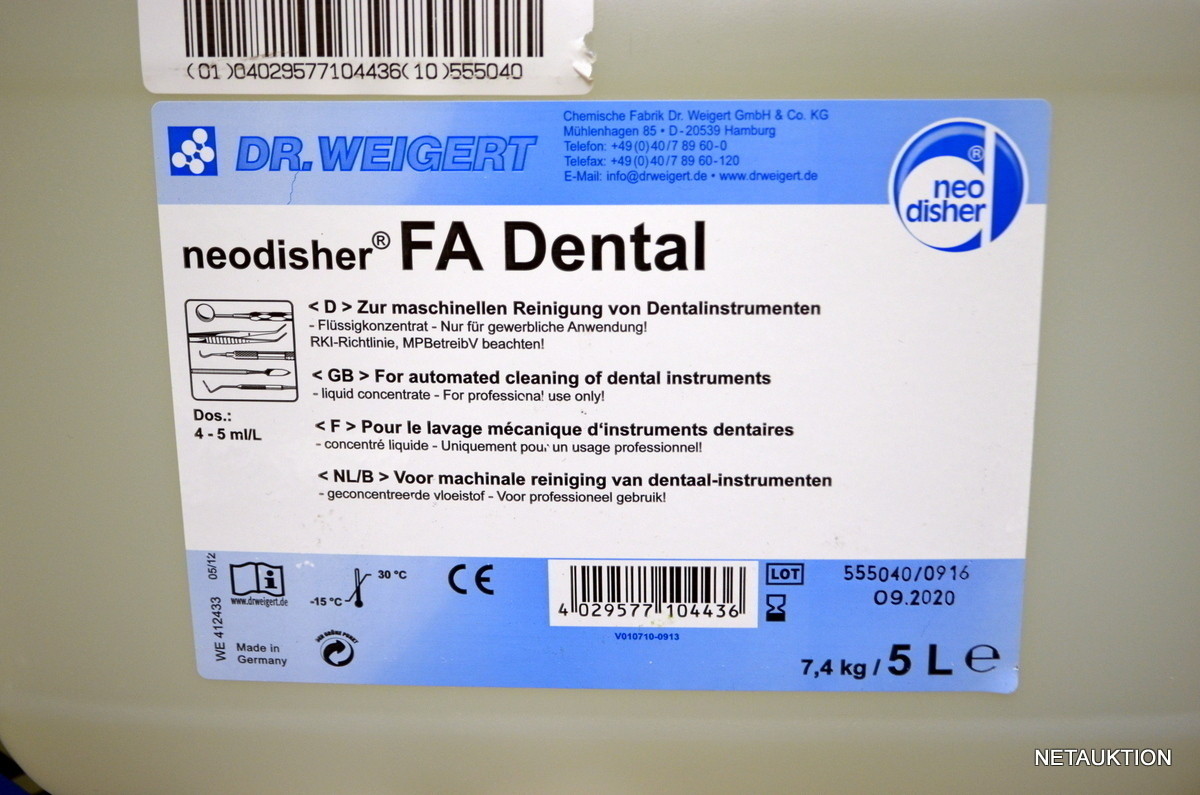 (01)04029577104436(10)555040
DR.WEIGERT
Chemische Fabrik Dr. Weigert GmbH & Co. KG
Mühlenhagen 85 • D-20539 Hamburg
Telefon: +49(0)40/7 89 60-0
Telefax: +49(0)40/7 89 60-120
E-Mail: info@drweigert.de • www.drweigert.de
neo
disher®
neodisher® FA Dental
< D > Zur maschinellen Reinigung von Dentalinstrumenten
- Flüssigkonzentrat - Nur für gewerbliche Anwendung!
RKI-Richtlinie, MPBetreibV beachten!
< GB > For automated cleaning of dental instruments
- liquid concentrate - For professional use only!
Dos.:
4 - 5 ml/L
< F > Pour le lavage mécanique d'instruments dentaires
- concentré liquide - Uniquement pour un usage professionnel!
< NL/B > Voor machinale reiniging van dentaal-instrumenten
- geconcentreerde vloeistof - Voor professioneel gebruik!
WE 412433 05/12
www.drweigert.de
-15 °C
30 °C
CE
4 029577 104436
V010710-0913
LOT 555040/0916
09.2020
Made in
Germany
DER GRÜNE PUNKT
7,4 kg / 5 L e
NETAUKTION